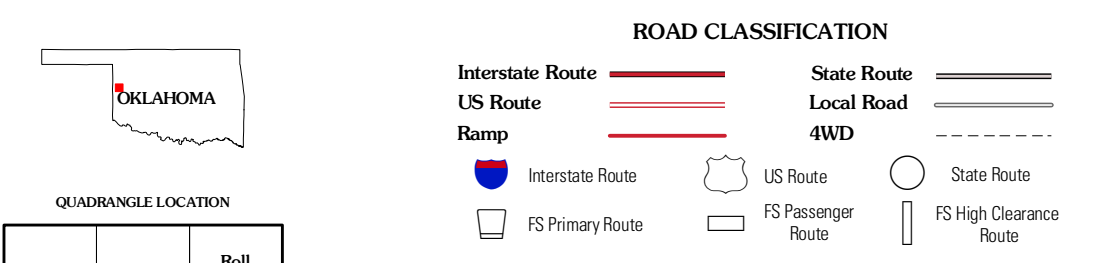 OKLAHOMA
QUADRANGLE LOCATION
Roll
ROAD CLASSIFICATION
Interstate Route
State Route
US Route
Local Road
Ramp
4WD
Interstate Route
US Route
State Route
FS Primary Route
FS Passenger
Route
FS High Clearance
Route